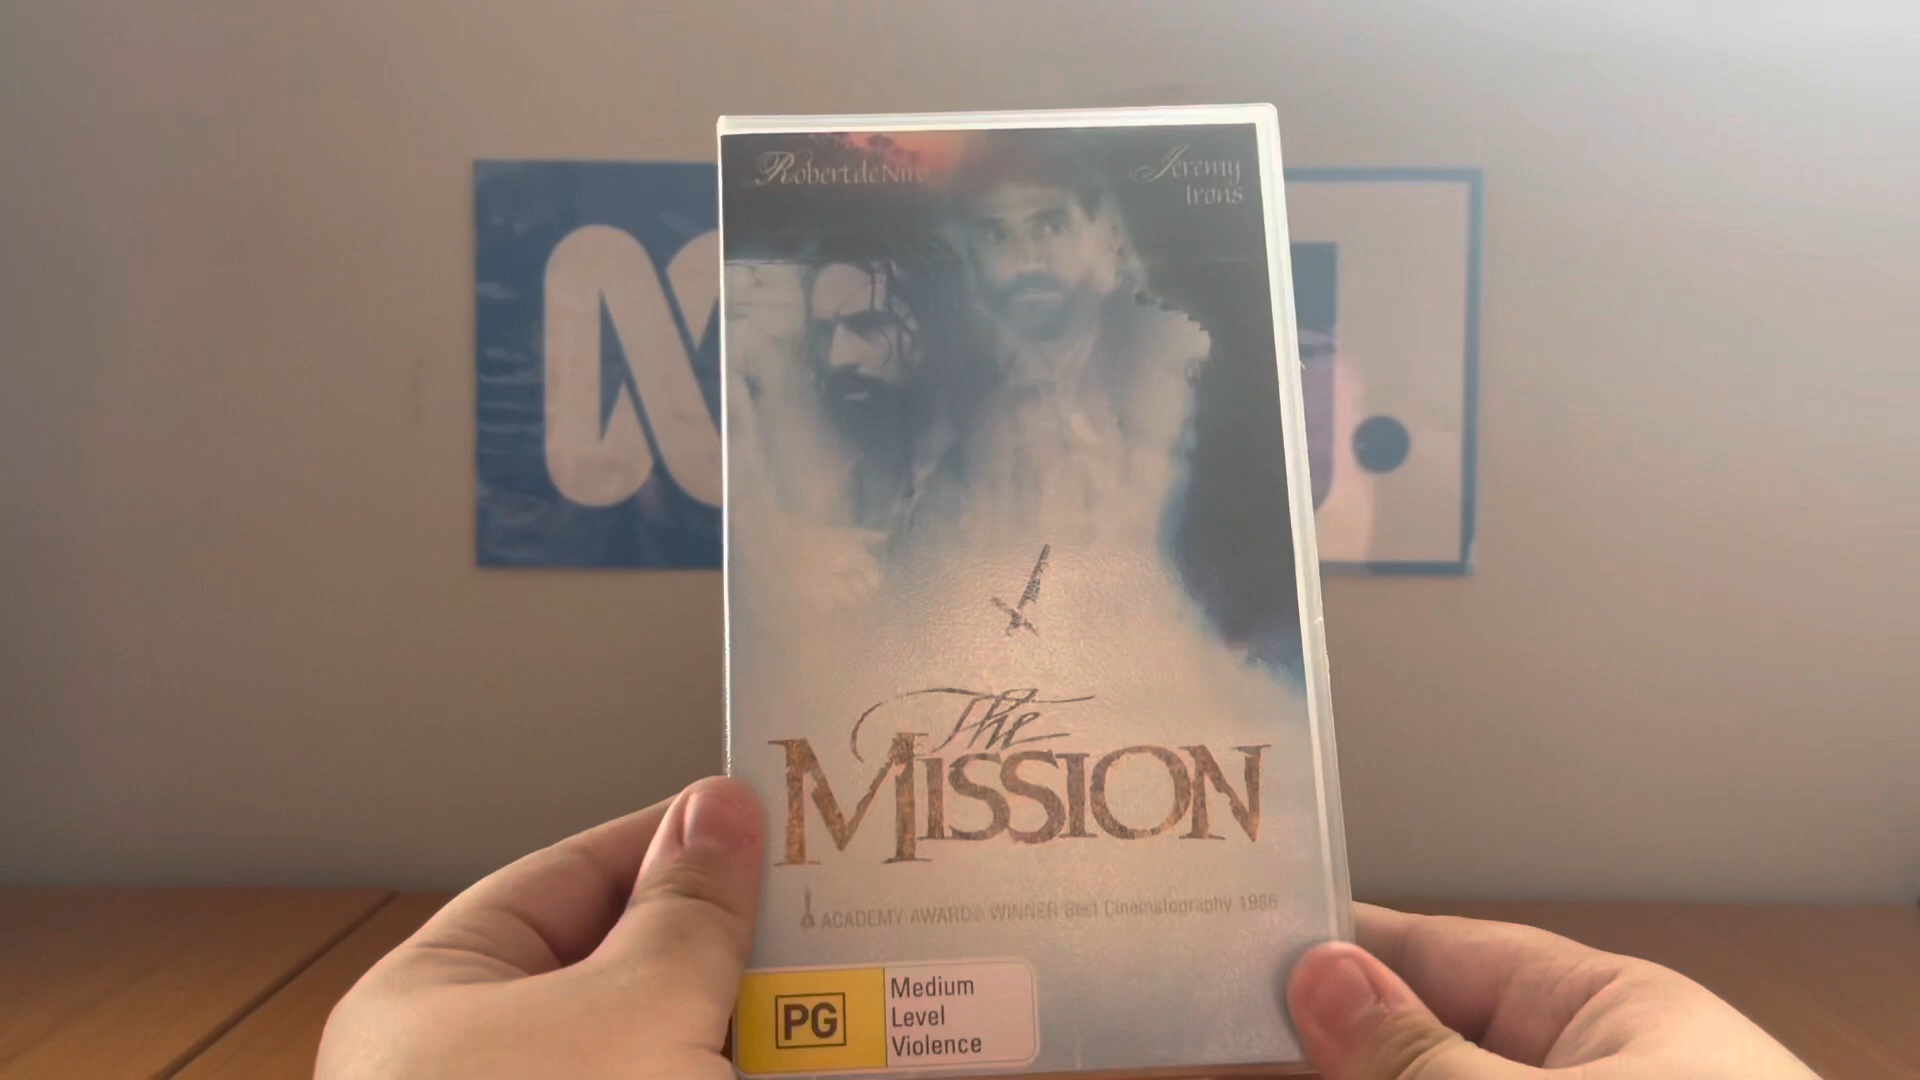 Robert de Niro
Jeremy
Irons
The
MISSION
ACADEMY AWARD® WINNER Best Cinematography 1986
PG
Medium
Level
Violence